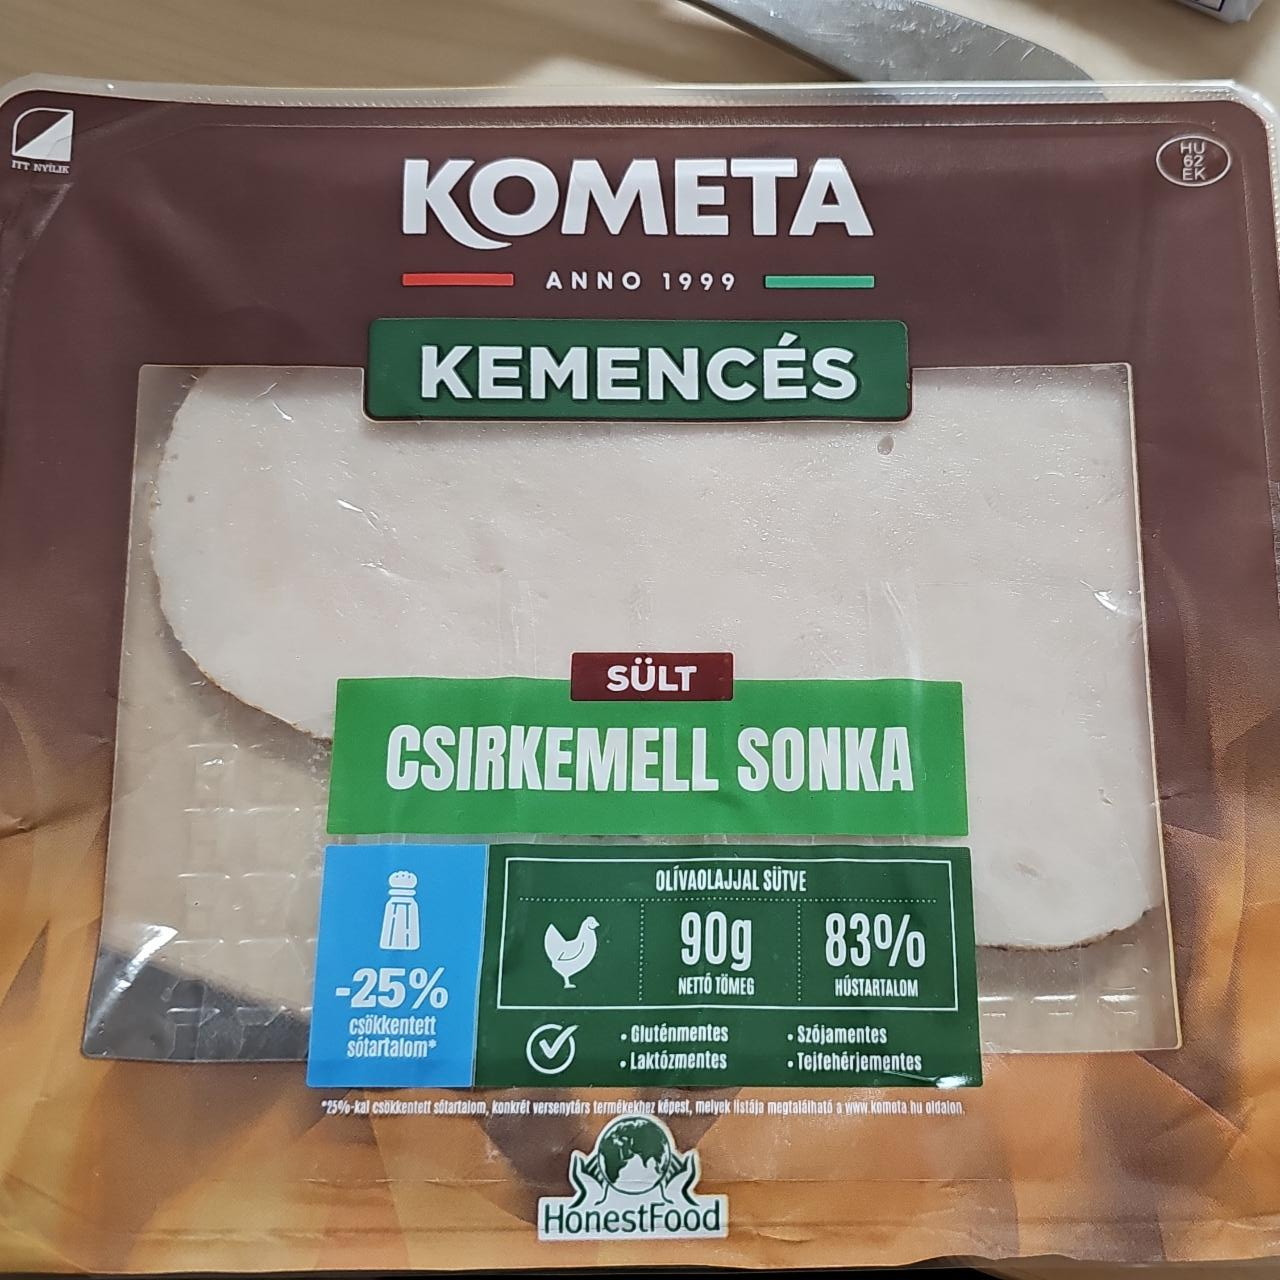 ITT NYÍLIK
HU
62
EK
KOMETA
ANNO 1999
KEMENCÉS
SÜLT
CSIRKEMELL SONKA
-25%
csökkentett
sótartalom*
OLÍVAOLAJJAL SÜTVE
90g
NETTÓ TÖMEG
83%
HÚSTARTALOM
• Gluténmentes
• Laktózmentes
• Szójamentes
• Tejfehérjementes
*25%-kal csökkentett sótartalom, konkrét versenytárs termékekhez képest, melyek listája megtalálható a www.kometa.hu oldalon.
HonestFood